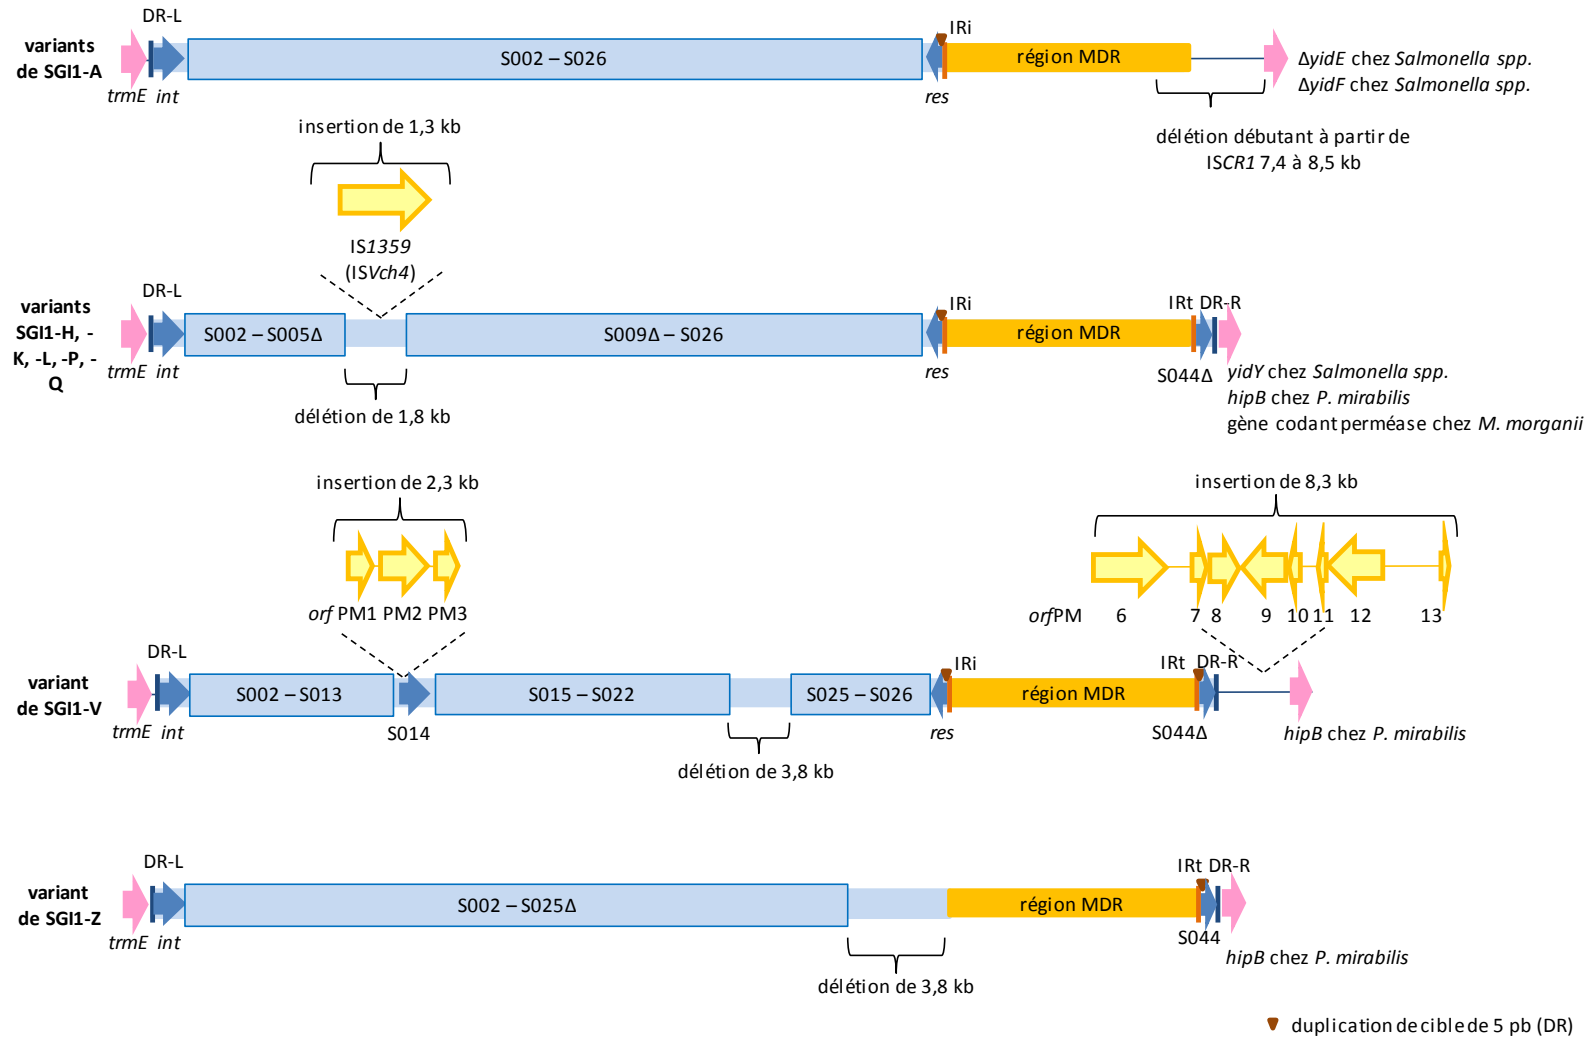 DR-L
IRi
variants
de SGI1-A
S002 – S026
région MDR
ΔyidE chez Salmonella spp.
ΔyidF chez Salmonella spp.
trmE int
res
insertion de 1,3 kb
délétion débutant à partir de
ISCR1 7,4 à 8,5 kb
IS1359
(ISVch4)
DR-L
IRi
IRt DR-R
variants
SGI1-H, -
K, -L, -P, -
Q
S002 – S005Δ
S009Δ – S026
région MDR
trmE int
res
S044Δ
yidY chez Salmonella spp.
hipB chez P. mirabilis
gène codant perméase chez M. morganii
délétion de 1,8 kb
insertion de 2,3 kb
insertion de 8,3 kb
orf PM1 PM2 PM3
orfPM 6 7 8 9 10 11 12 13
DR-L
IRi
IRt DR-R
variant
de SGI1-V
S002 – S013
S015 – S022
S025 – S026
région MDR
trmE int
S014
res
S044Δ
hipB chez P. mirabilis
délétion de 3,8 kb
DR-L
IRt DR-R
variant
de SGI1-Z
S002 – S025Δ
région MDR
trmE int
S044
hipB chez P. mirabilis
délétion de 3,8 kb
duplication de cible de 5 pb (DR)